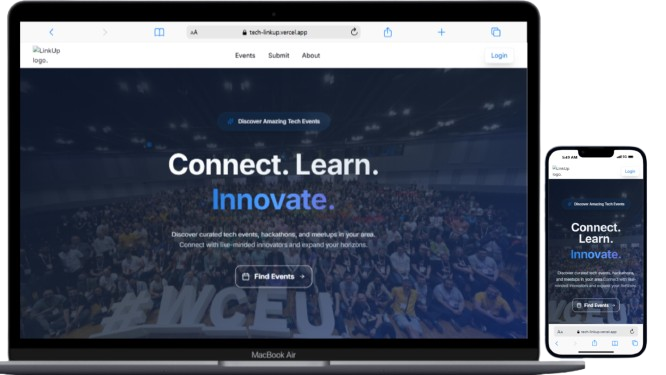 AA
tech-linkup.vercel.app
LinkUp
logo.
Events Submit About
Login
Discover Amazing Tech Events
Connect. Learn.
Innovate.
Discover curated tech events, hackathons, and meetups in your area.
Connect with like-minded innovators and expand your horizons.
Find Events →
MacBook Air
5:49 AM
LinkUp
logo.
Login
Discover Amazing Tech Events
Connect.
Learn.
Innovate.
Discover curated tech events, hackathons,
and meetups in your area. Connect with like-
minded innovators and expand your horizons.
Find Events →
AA
tech-linkup.vercel.app